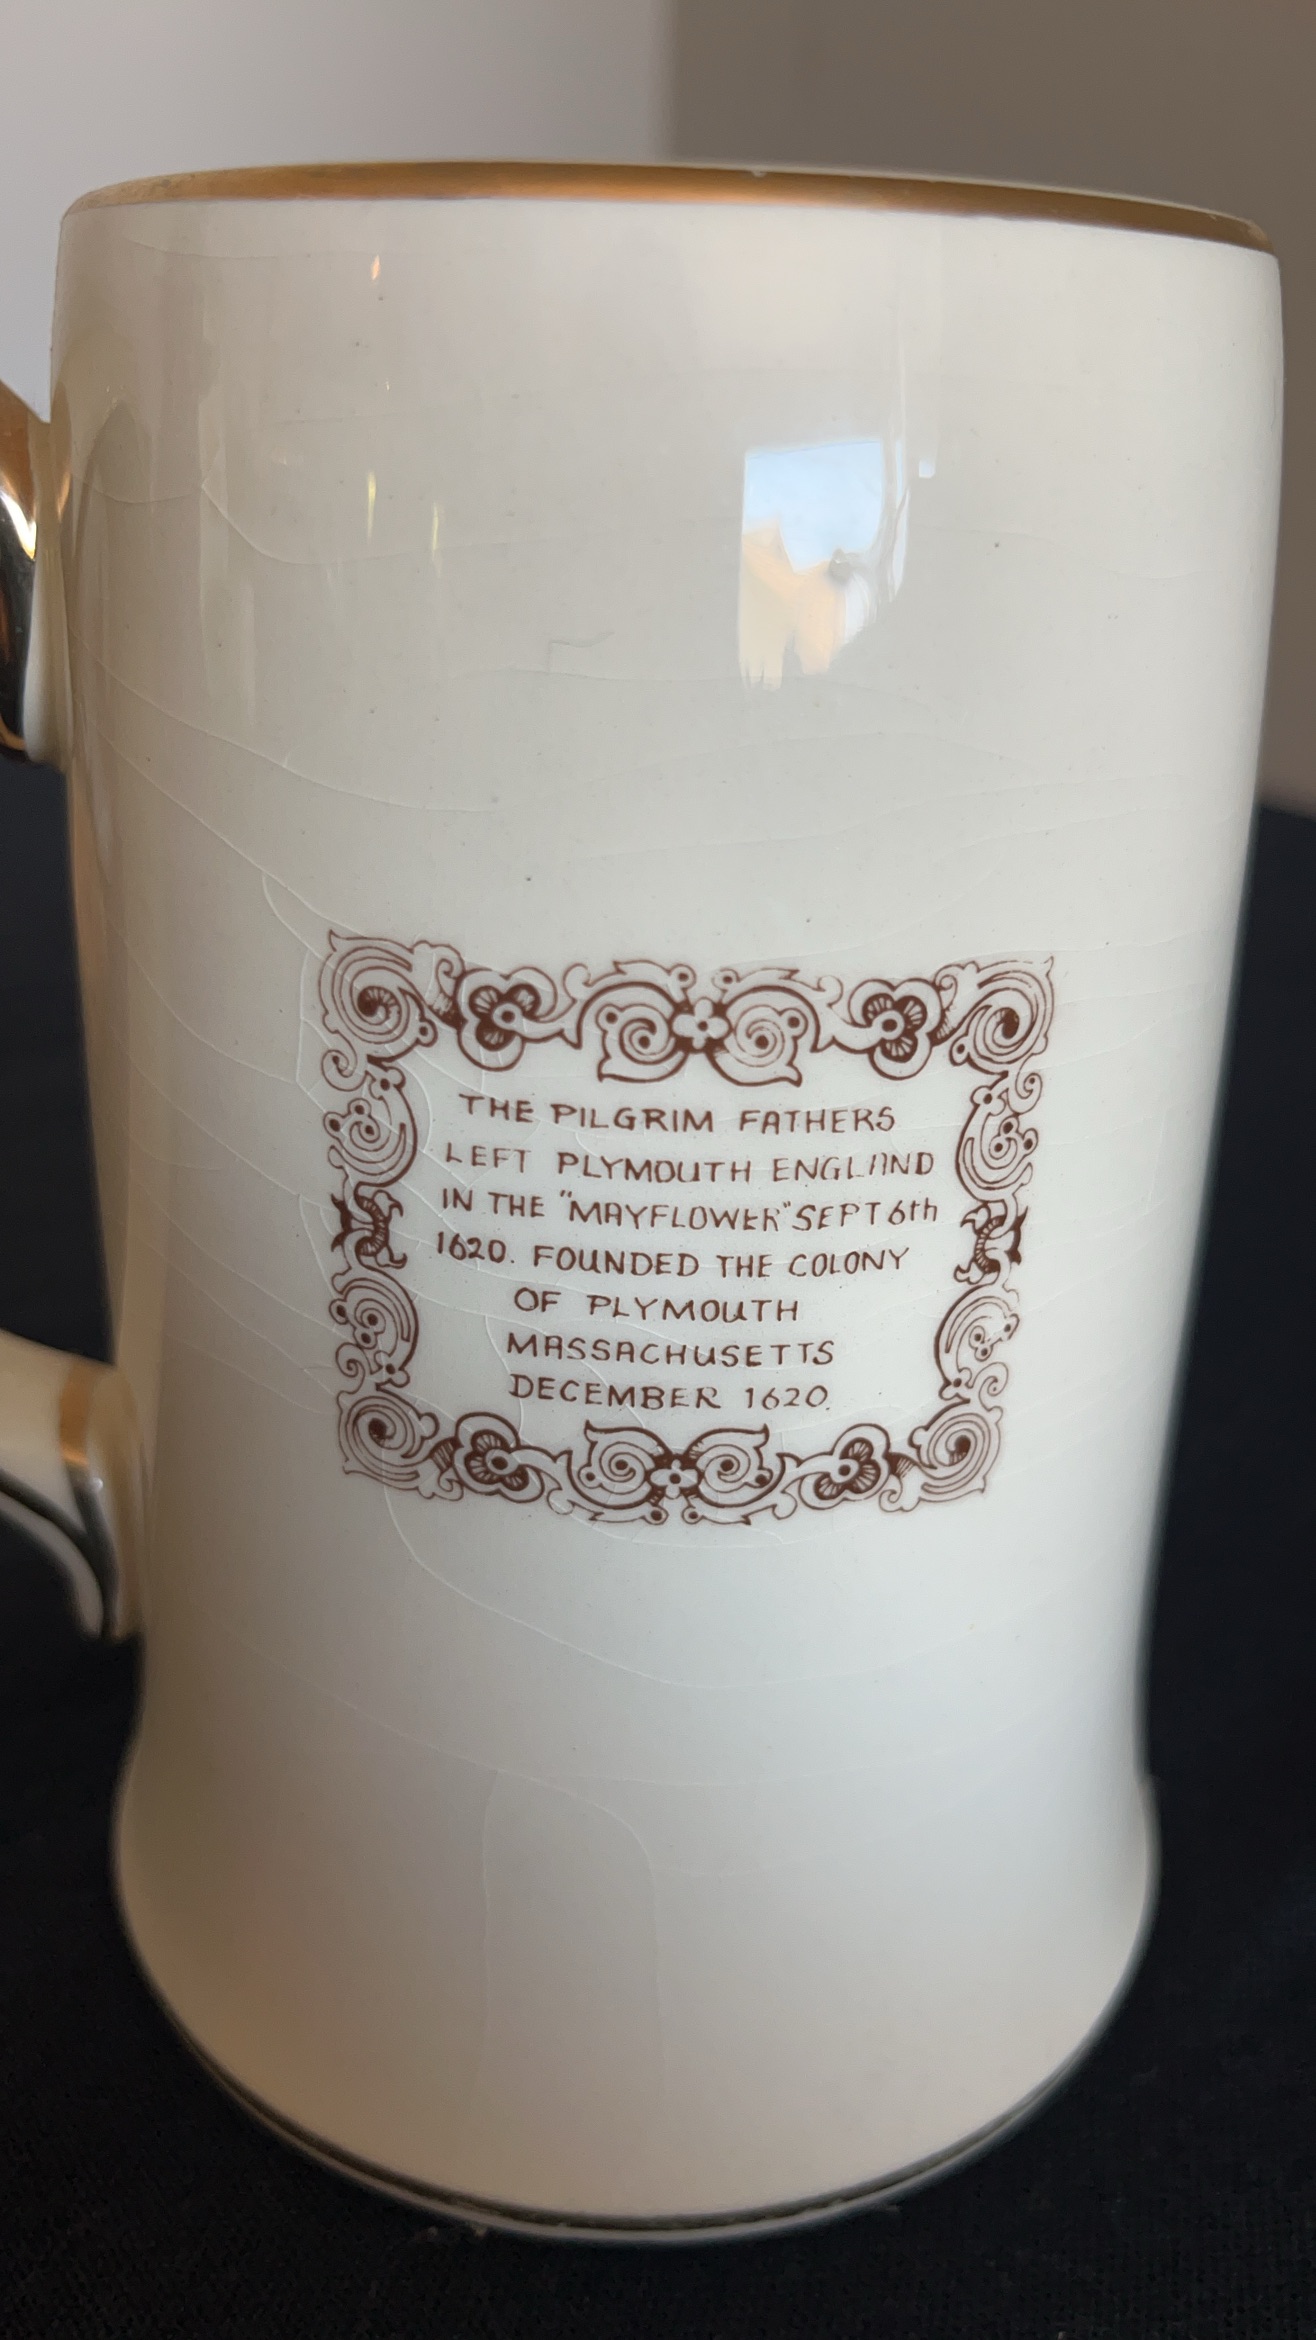 THE PILGRIM FATHERS
LEFT PLYMOUTH ENGLAND
IN THE "MAYFLOWER" SEPT 6th
1620. FOUNDED THE COLONY
OF PLYMOUTH
MASSACHUSETTS
DECEMBER 1620.